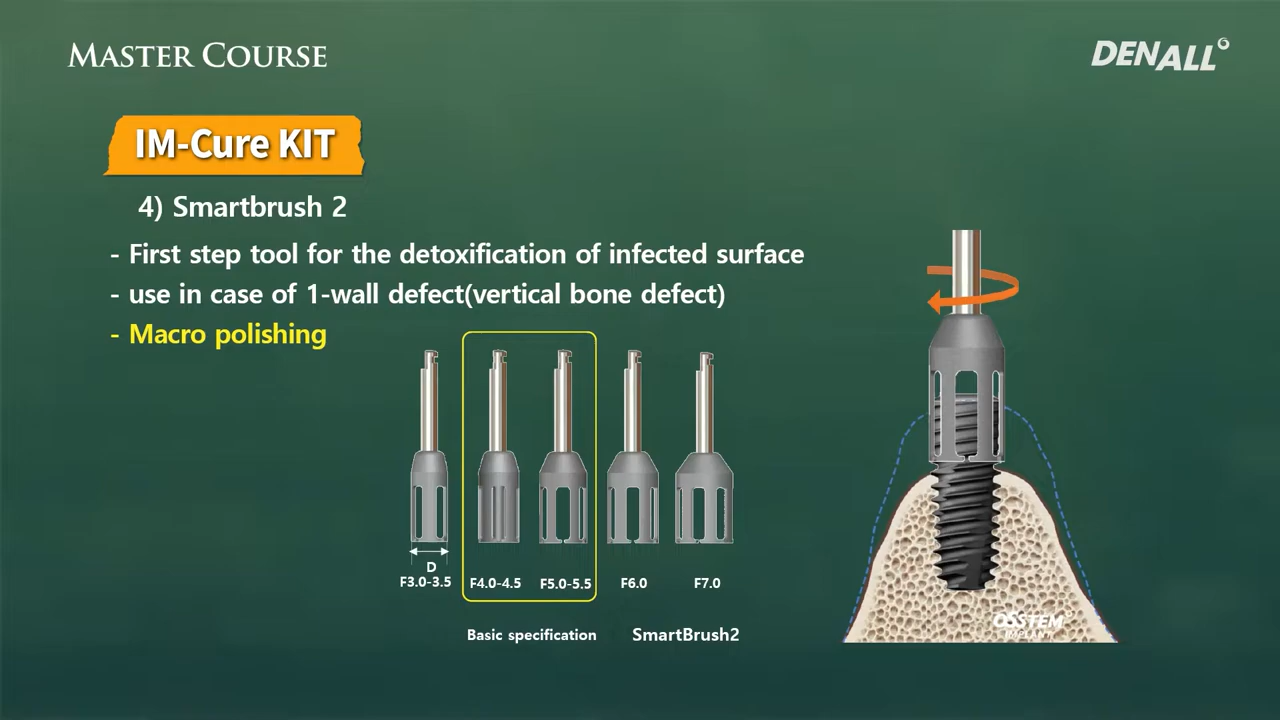 MASTER COURSE
DENALL
IM-Cure KIT
4) Smartbrush 2
- First step tool for the detoxification of infected surface
- use in case of 1-wall defect(vertical bone defect)
- Macro polishing
D
F3.0-3.5
F4.0-4.5
F5.0-5.5
F6.0
F7.0
Basic specification
SmartBrush2
OSSTEM
IMPLANT